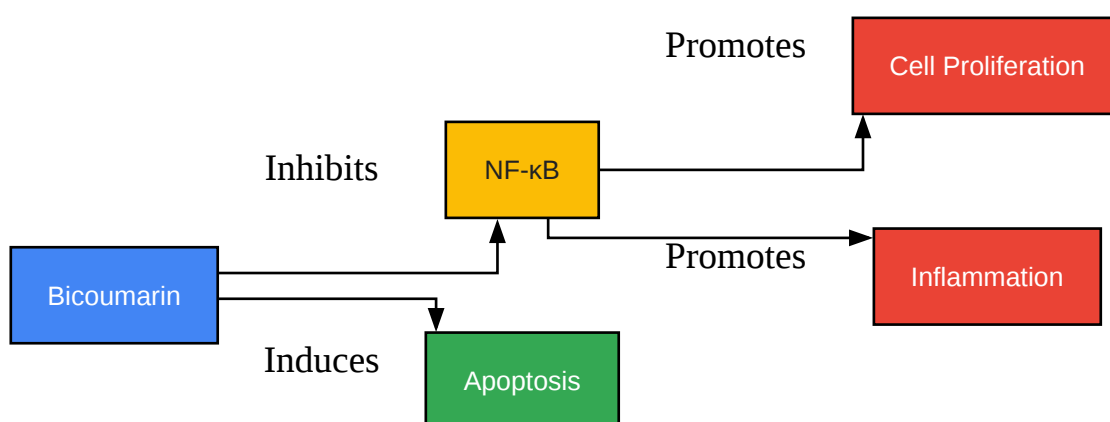 Promotes
Cell Proliferation
Inhibits
NF-κB
Promotes
Inflammation
Bicoumarin
Induces
Apoptosis